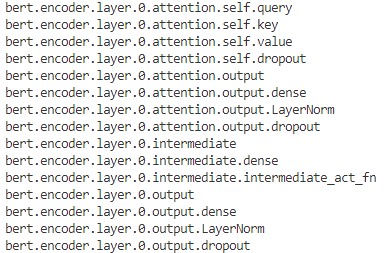 bert.encoder.layer.0.attention.self.query
bert.encoder.layer.0.attention.self.key
bert.encoder.layer.0.attention.self.value
bert.encoder.layer.0.attention.self.dropout
bert.encoder.layer.0.attention.output
bert.encoder.layer.0.attention.output.dense
bert.encoder.layer.0.attention.output.LayerNorm
bert.encoder.layer.0.attention.output.dropout
bert.encoder.layer.0.intermediate
bert.encoder.layer.0.intermediate.dense
bert.encoder.layer.0.intermediate.intermediate_act_fn
bert.encoder.layer.0.output
bert.encoder.layer.0.output.dense
bert.encoder.layer.0.output.LayerNorm
bert.encoder.layer.0.output.dropout